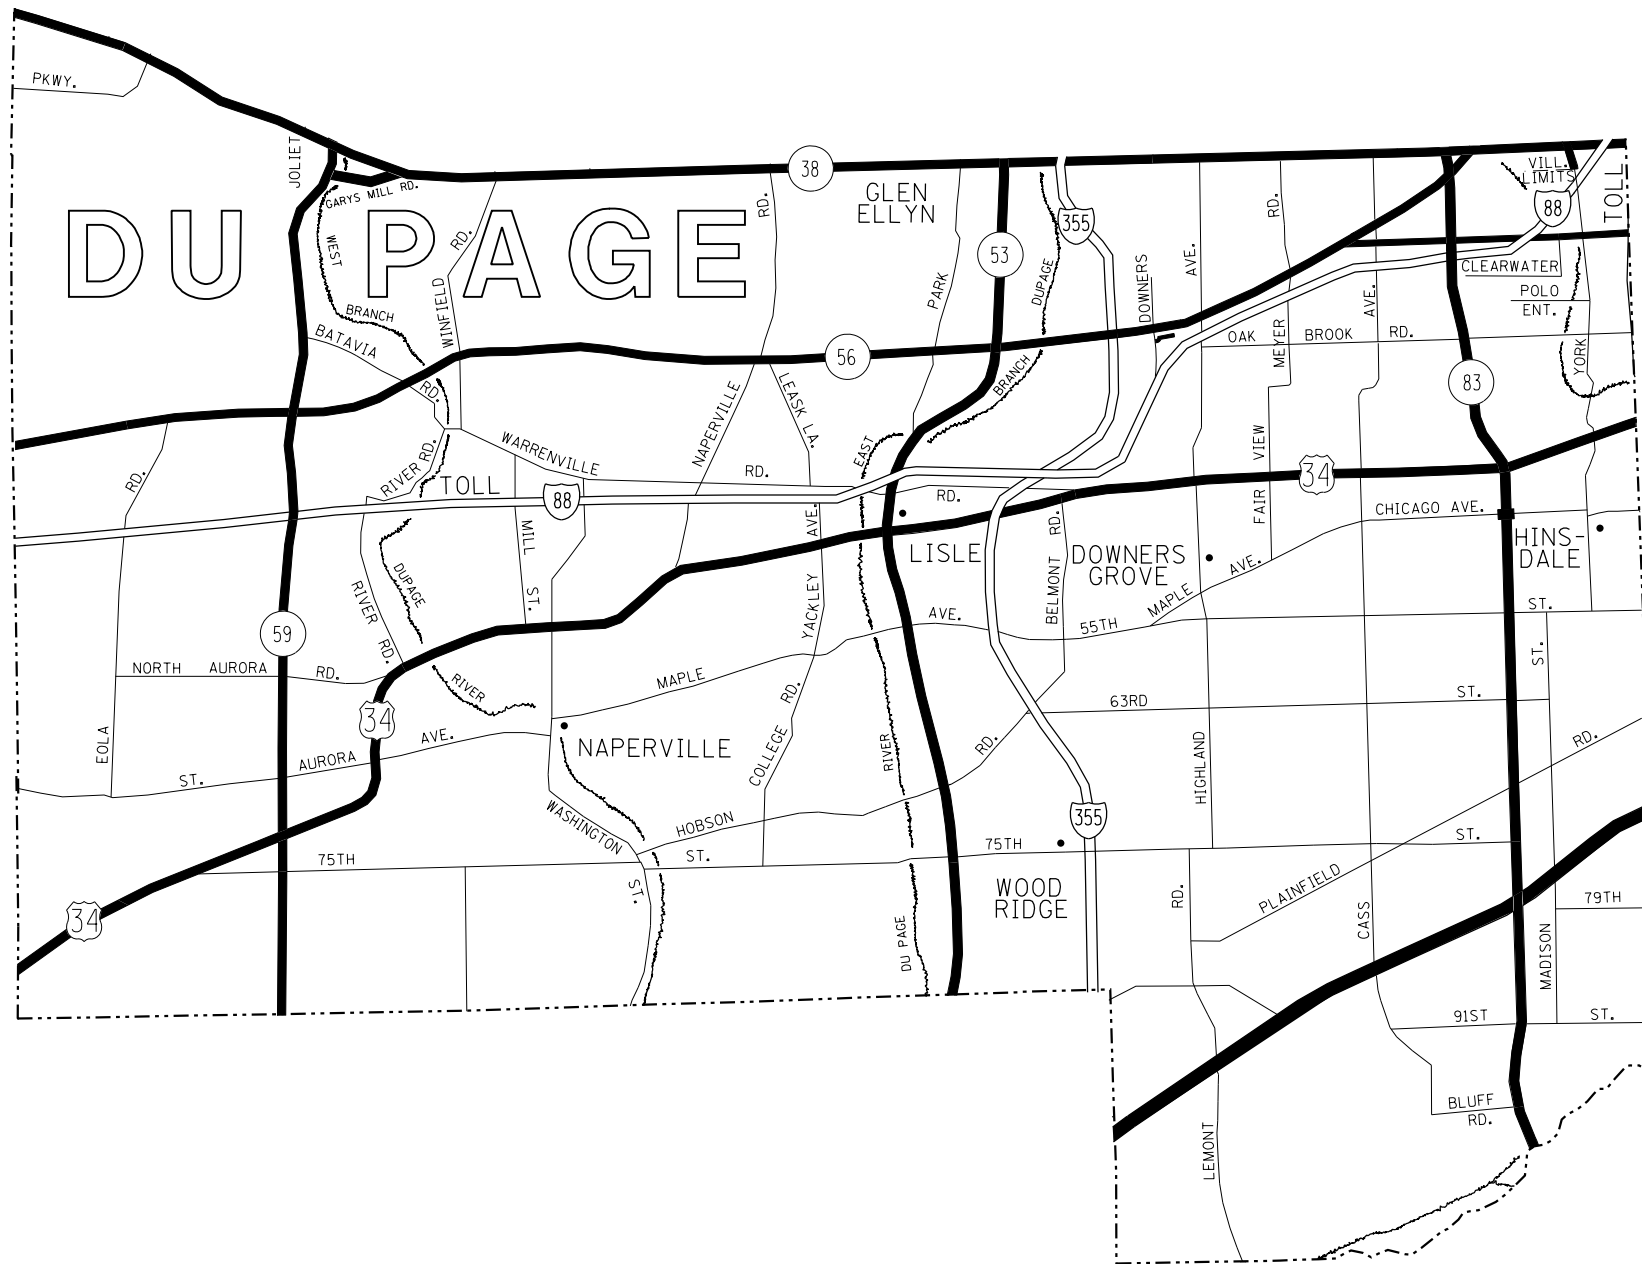 PKWY.
JOLIET
GARYS MILL RD.
38
GLEN
ELLYN
RD.
355
RD.
VILL.
LIMITS
88
TOLL
DU PAGE
WEST
RD.
53
DUPAGE
DOWNERS
AVE.
CLEARWATER
POLO
ENT.
PARK
WINFIELD
BRANCH
BATAVIA
AVE.
MEYER
OAK BROOK RD.
YORK
56
83
RD.
NAPERVILLE
LEASK LA.
BRANCH
RD.
RIVER RD.
WARRENVILLE
RD.
EAST
FAIR VIEW
34
TOLL
88
RD.
AVE.
RD.
CHICAGO AVE.
MILL
ST.
LISLE
DOWNERS
GROVE
AVE.
HINS-
DALE
DUPAGE
RIVER
RD.
YACKLEY
BELMONT
MAPLE
ST.
AVE.
55TH
59
NORTH AURORA RD.
RIVER
MAPLE
RD.
ST.
63RD
ST.
34
EOLA
AVE.
AURORA
ST.
NAPERVILLE
COLLEGE
RIVER
RD.
HIGHLAND
RD.
WASHINGTON
HOBSON
355
75TH
ST.
75TH
ST.
ST.
WOOD
RIDGE
RD.
PLAINFIELD
79TH
34
DU PAGE
CASS
MADISON
91ST
ST.
BLUFF
RD.
LEMONT